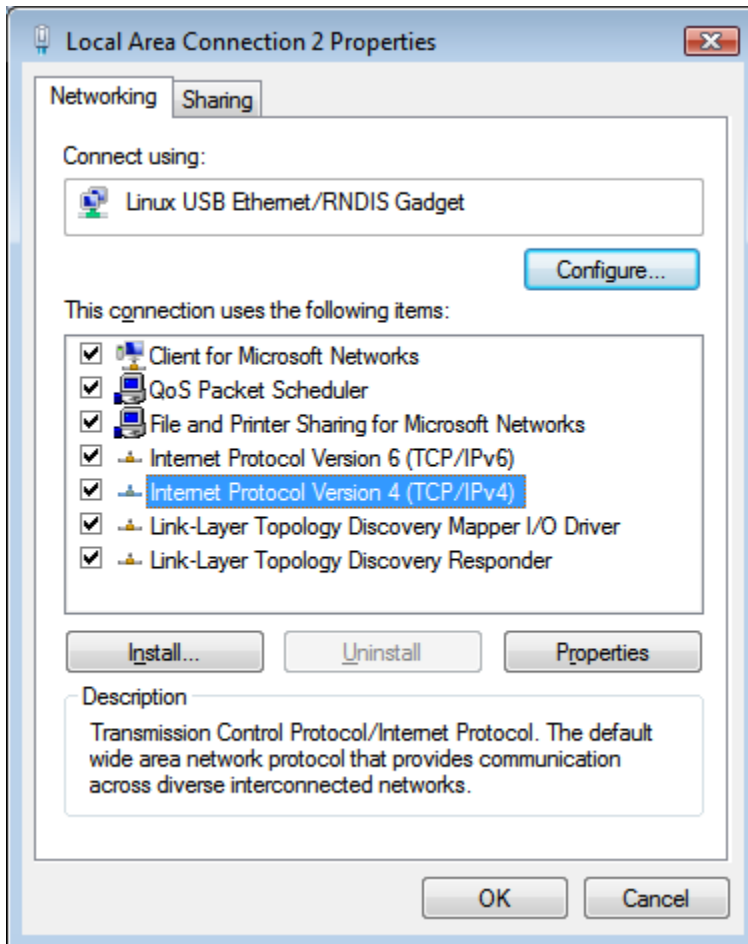 Local Area Connection 2 Properties
Networking
Sharing
Connect using:
Linux USB Ethernet/RNDIS Gadget
Configure...
This connection uses the following items:
Client for Microsoft Networks
QoS Packet Scheduler
File and Printer Sharing for Microsoft Networks
Internet Protocol Version 6 (TCP/IPv6)
Internet Protocol Version 4 (TCP/IPv4)
Link-Layer Topology Discovery Mapper I/O Driver
Link-Layer Topology Discovery Responder
Install...
Uninstall
Properties
Description
Transmission Control Protocol/Internet Protocol. The default
wide area network protocol that provides communication
across diverse interconnected networks.
OK
Cancel